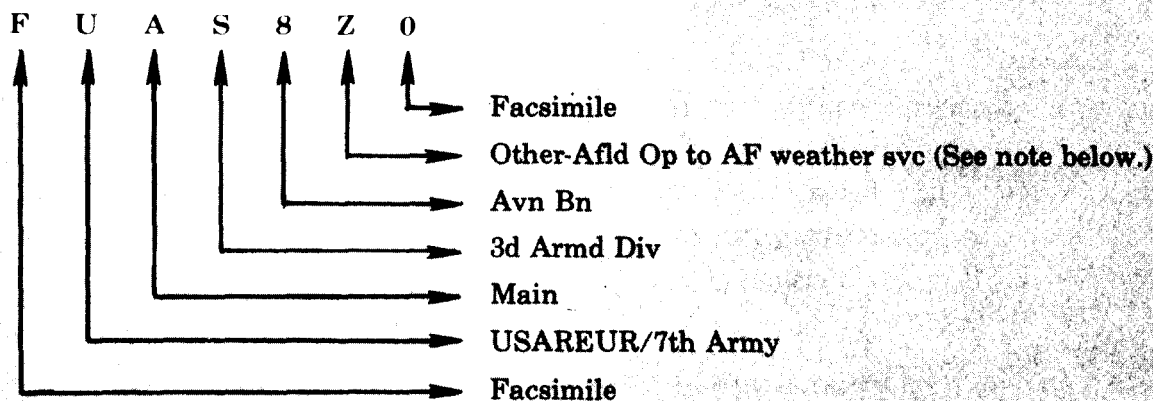 F U A S 8 Z 0
Facsimile
Other-Afld Op to AF weather svc (See note below.)
Avn Bn
3d Armd Div
Main
USAREUR/7th Army
Facsimile